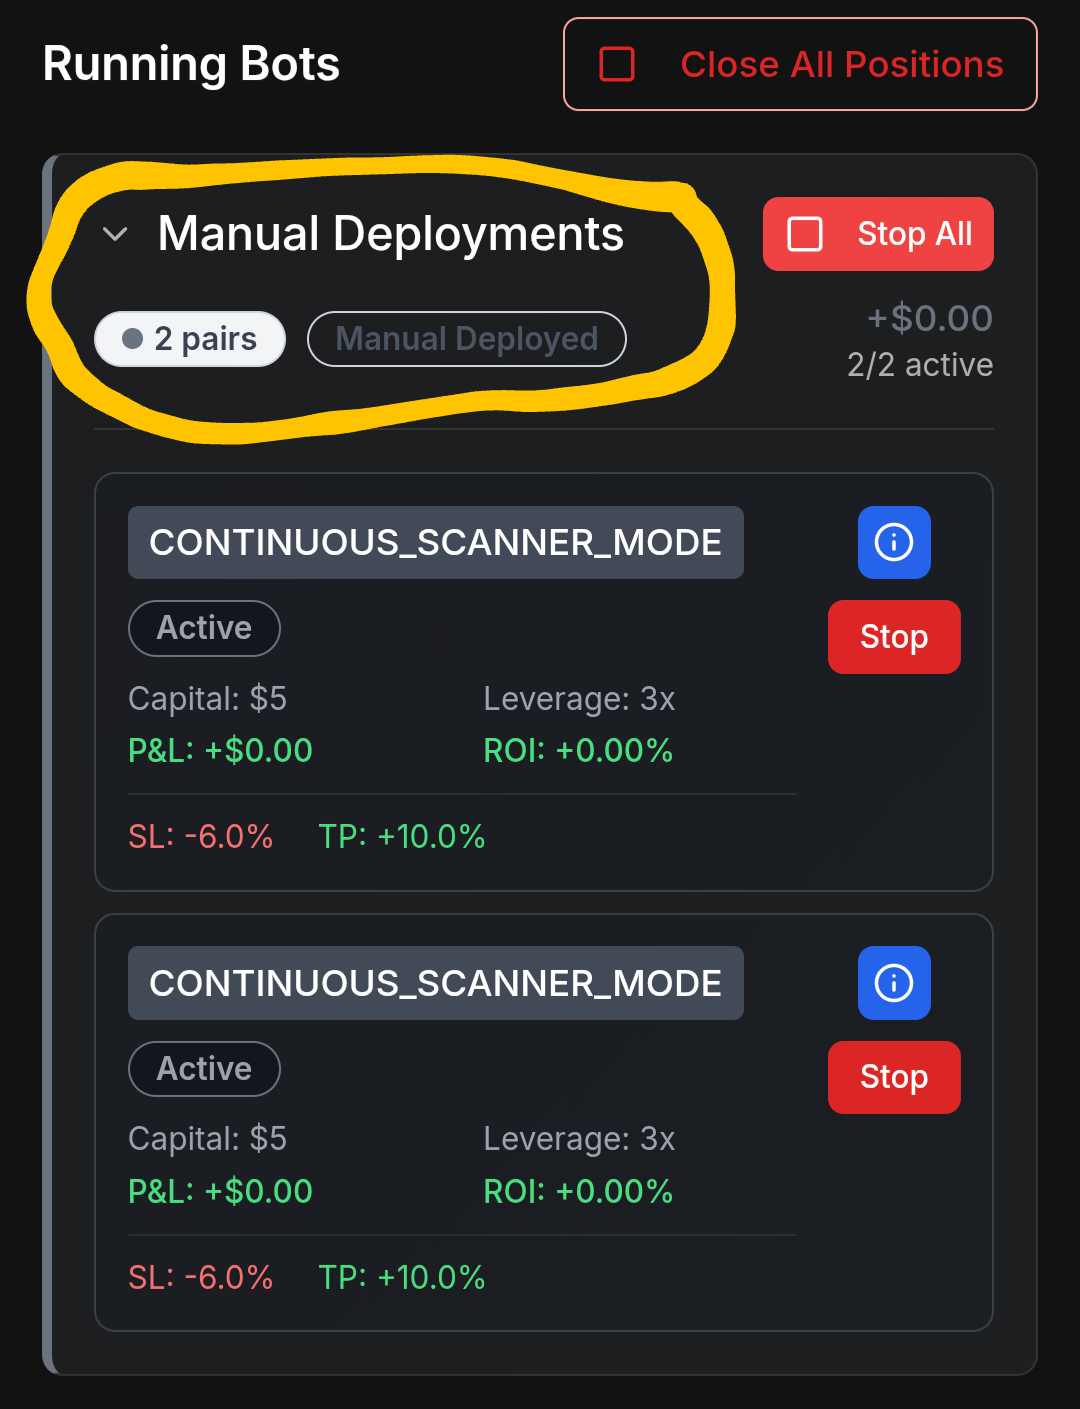 Running Bots
Close All Positions
Manual Deployments
Stop All
2 pairs
Manual Deployed
+$0.00
2/2 active
CONTINUOUS_SCANNER_MODE
Active
Stop
Capital: $5
Leverage: 3x
P&L: +$0.00
ROI: +0.00%
SL: -6.0%
TP: +10.0%
CONTINUOUS_SCANNER_MODE
Active
Stop
Capital: $5
Leverage: 3x
P&L: +$0.00
ROI: +0.00%
SL: -6.0%
TP: +10.0%